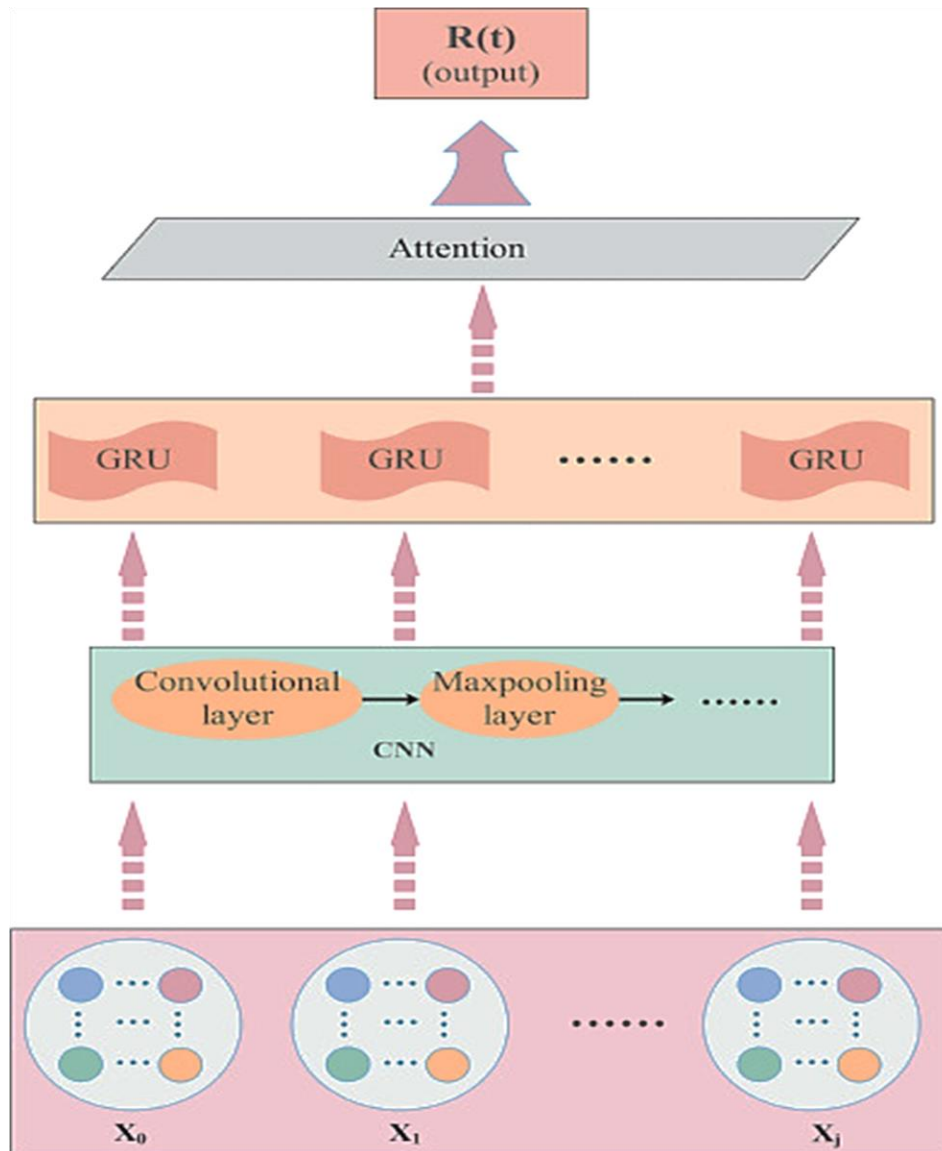 R(t)
(output)
Attention
GRU GRU ...... GRU
Convolutional
layer
Maxpooling
layer
......
CNN
... ... ...
... ... ...
... ... ...
......
X₀ X₁ Xⱼ